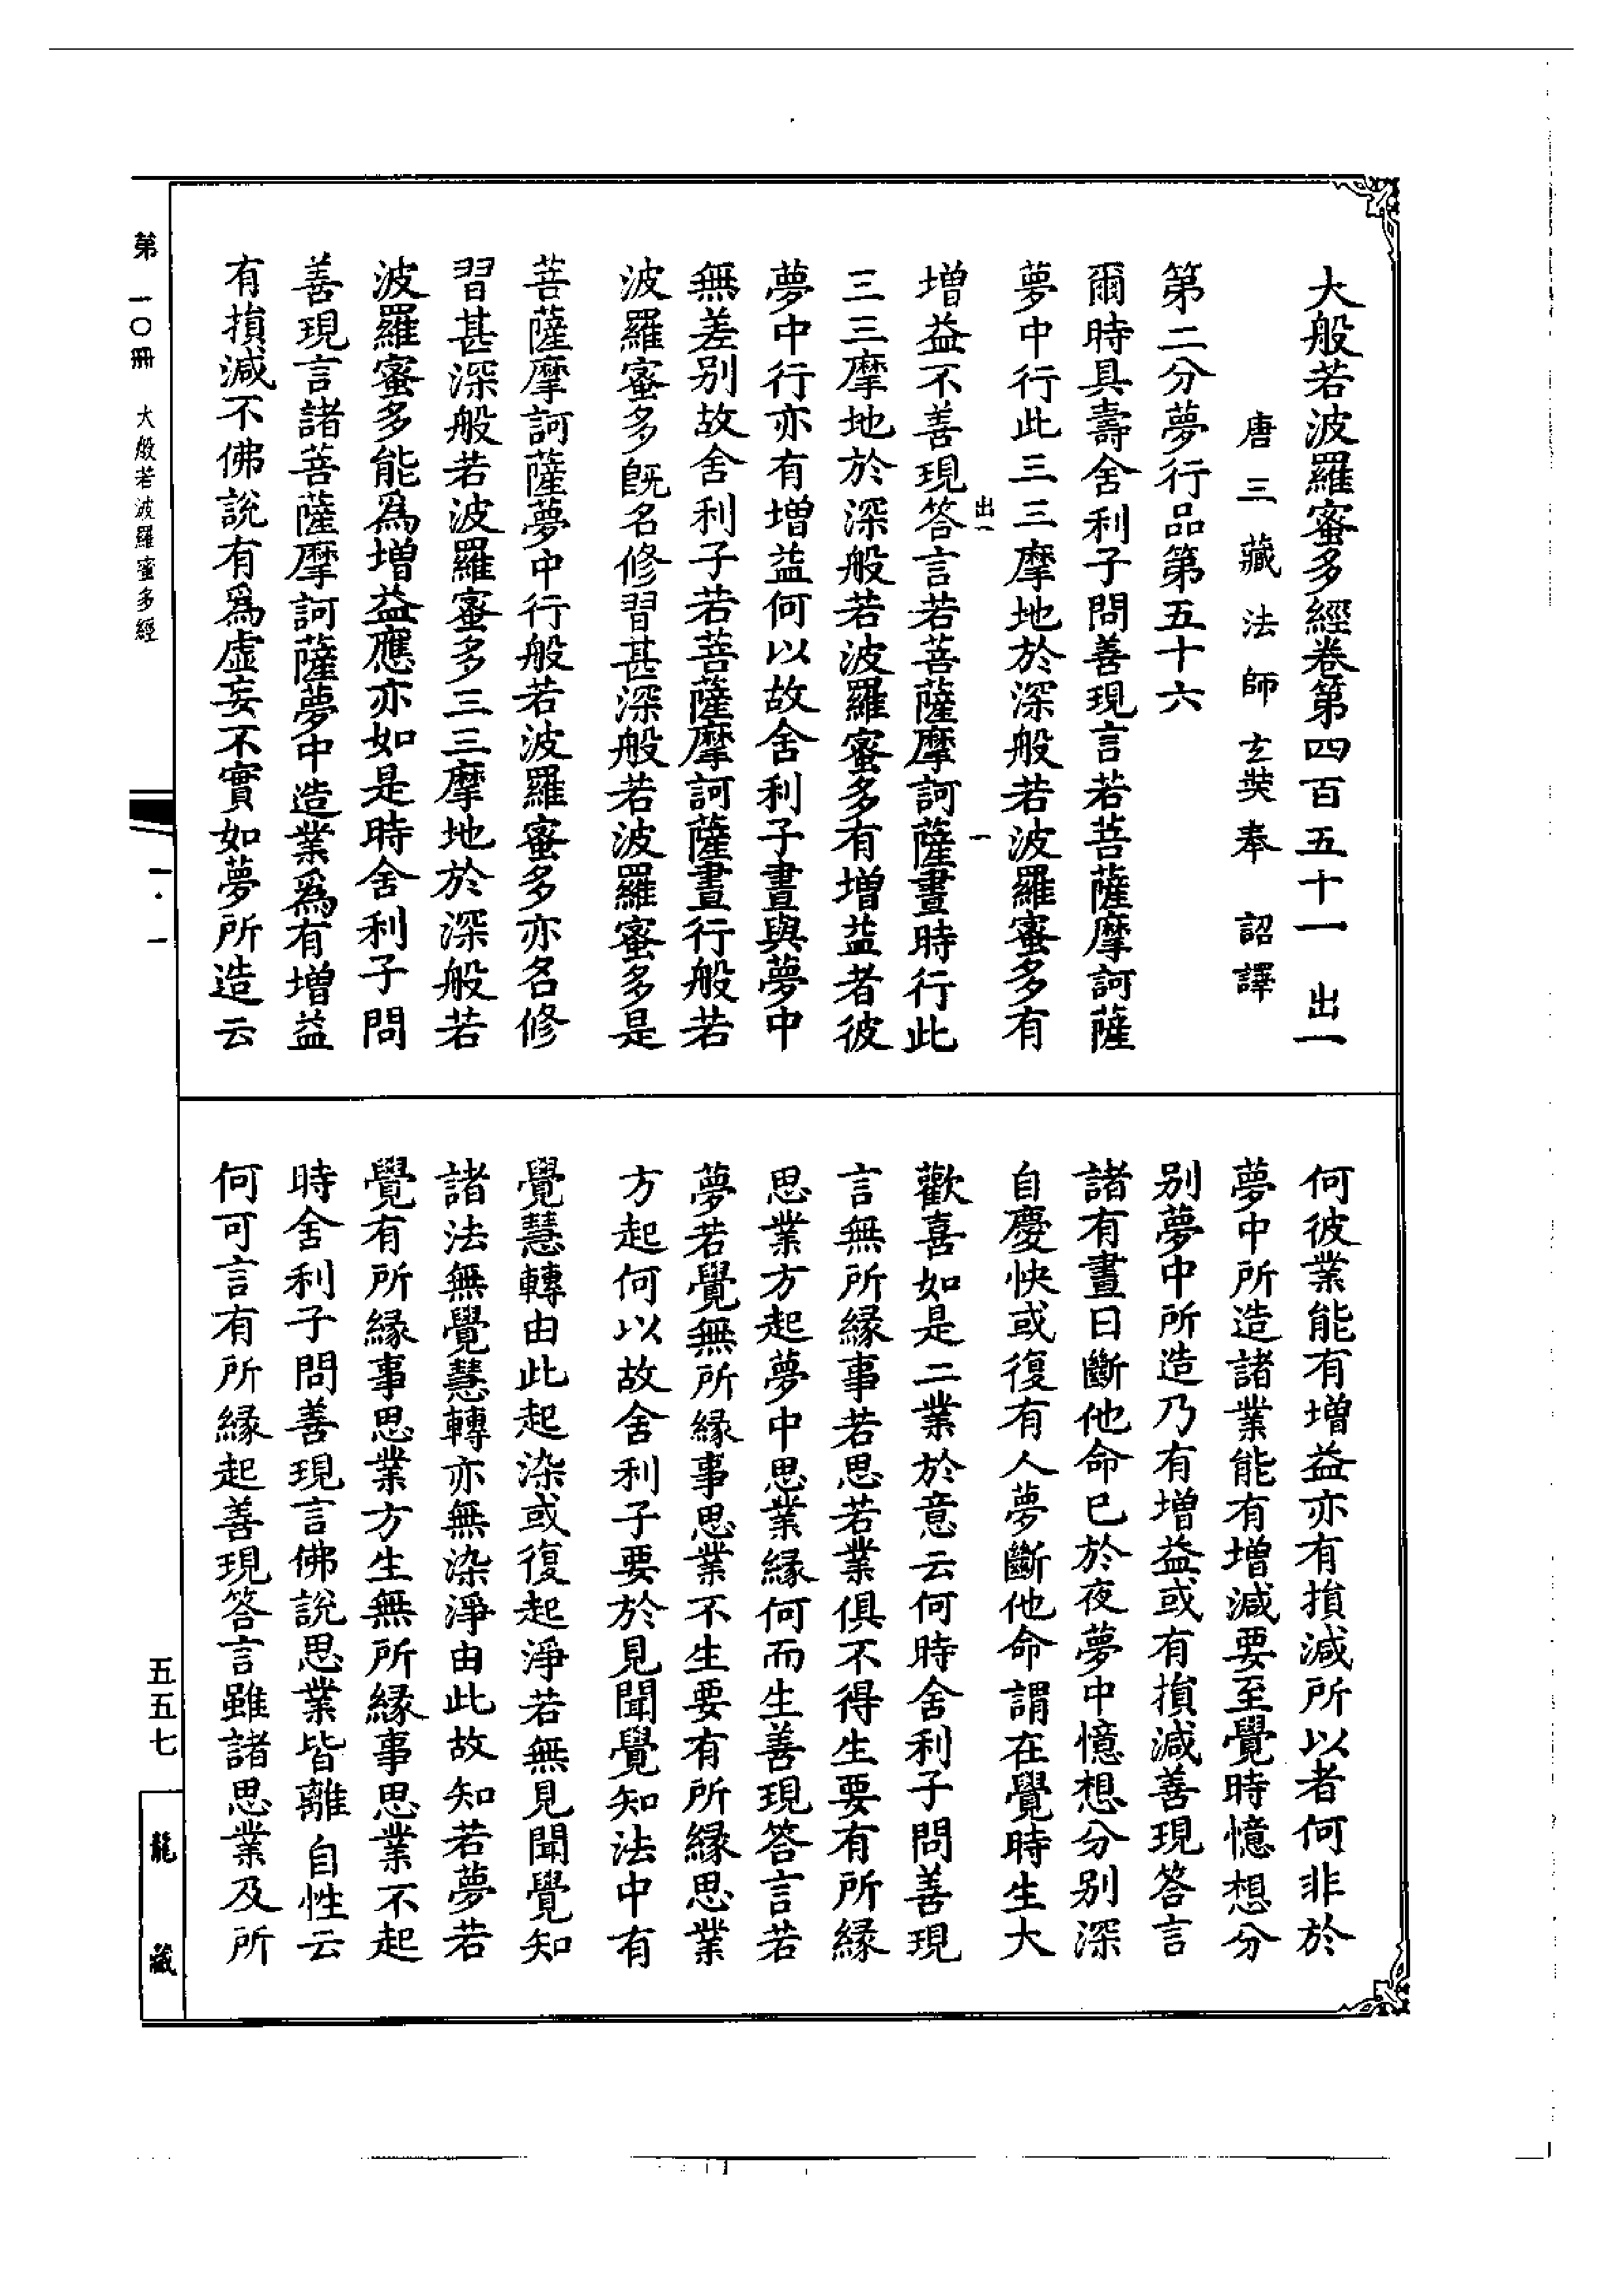 大般若波羅蜜多經卷第四百五十一　出一
唐三藏法師玄奘奉　詔譯
第二分夢行品第五十六
爾時具壽舍利子問善現言若菩薩摩訶薩
夢中行此三三摩地於深般若波羅蜜多有
增益不善現答言若菩薩摩訶薩晝時行此
出一　一
三三摩地於深般若波羅蜜多有增益者彼
夢中行亦有增益何以故舍利子晝與夢中
無差別故舍利子若菩薩摩訶薩晝行般若
波羅蜜多既名修習甚深般若波羅蜜多是
菩薩摩訶薩夢中行般若波羅蜜多亦名修
習甚深般若波羅蜜多三三摩地於深般若
波羅蜜多能為增益應亦如是時舍利子問
善現言諸菩薩摩訶薩夢中造業為有增益
有損減不佛說有為虛妄不實如夢所造云
何彼業能有增益亦有損減所以者何非於
夢中所造諸業能有增減要至覺時憶想分
別夢中所造乃有增益或有損減善現答言
諸有晝日斷他命已於夜夢中憶想分別深
自慶快或復有人夢斷他命謂在覺時生大
歡喜如是二業於意云何時舍利子問善現
言無所緣事若思若業俱不得生要有所緣
思業方起夢中思業緣何而生善現答言若
夢若覺無所緣事思業不生要有所緣思業
方起何以故舍利子要於見聞覺知法中有
覺慧轉由此起染或復起淨若無見聞覺知
諸法無覺慧轉亦無染淨由此故知若夢若
覺有所緣事思業方生無所緣事思業不起
時舍利子問善現言佛說思業皆離自性云
何可言有所緣起善現答言雖諸思業及所
第一〇冊　大般若波羅蜜多經
一·一
五五七
龍藏